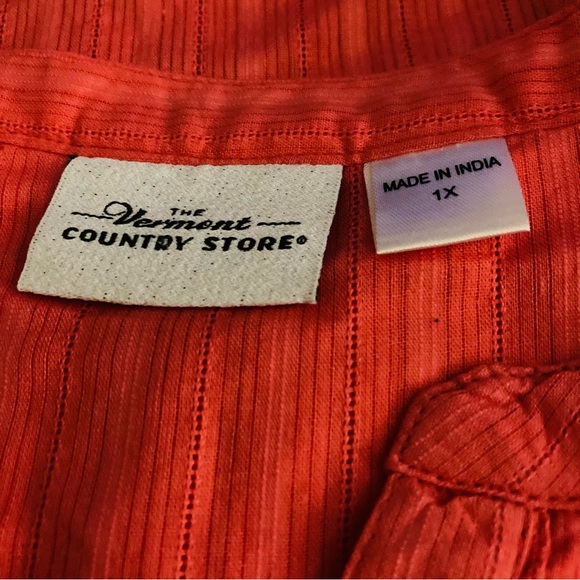 THE
Vermont
COUNTRY STORE®
MADE IN INDIA
1X